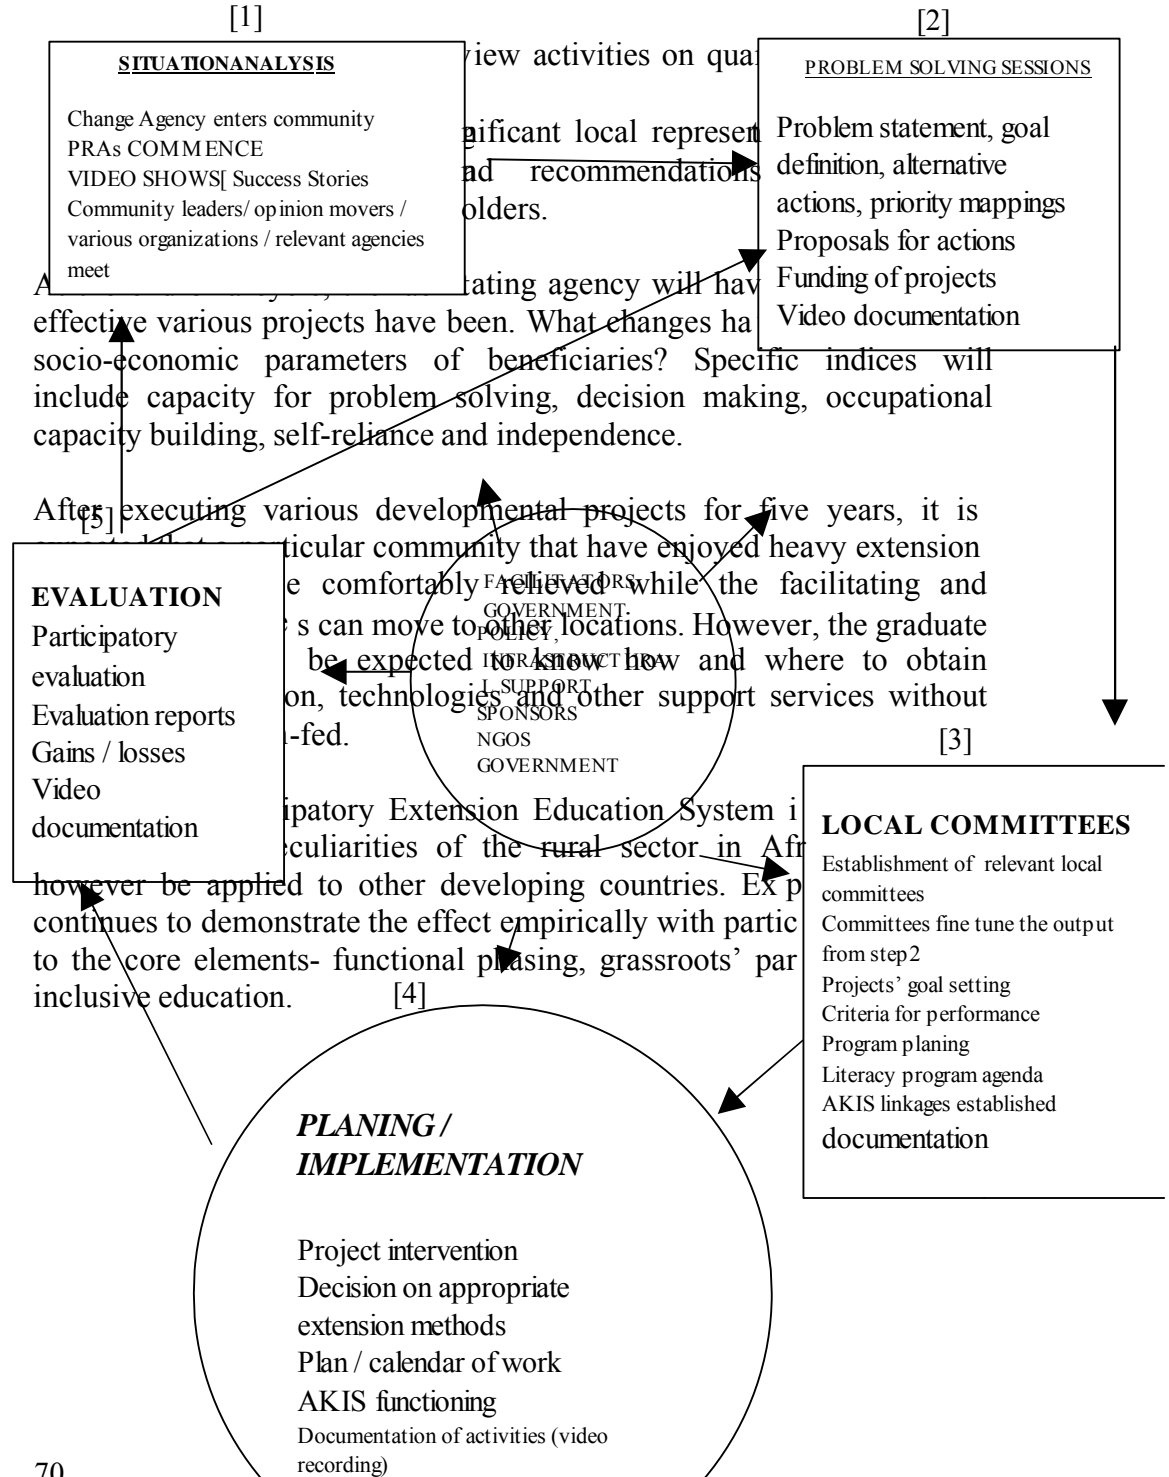 [1]
[2]
SITUATIONANALYSIS
Change Agency enters community
PRAs COMMENCE
VIDEO SHOWS[ Success Stories
Community leaders/ opinion movers /
various organizations / relevant agencies
meet
view activities on
PROBLEM SOLVING SESSIONS
Problem statement, goal
definition, alternative
actions, priority mappings
Proposals for actions
Funding of projects
Video documentation
local
recommendations
olders.
agency will
effective various projects have been. What changes ha
socio-economic parameters of beneficiaries? Specific indices will
include capacity for problem solving, decision making, occupational
capacity building, self-reliance and independence.
After executing various developmental projects for five years, it is
that a particular community that have enjoyed heavy extension
e comfortably relieved while the facilitating and
s can move to other locations. However, the graduate
be expected to know how and where to obtain
on, technologies and other support services without
-fed.
[5]
EVALUATION
Participatory
evaluation
Evaluation reports
Gains / losses
Video
documentation
FACILITATORS
GOVERNMENT
POLICY,
INFRASTRUCTURA
L SUPPORT
SPONSORS
NGOS
GOVERNMENT
[3]
LOCAL COMMITTEES
Establishment of relevant local
committees
Committees fine tune the output
from step2
Projects' goal setting
Criteria for performance
Program planing
Literacy program agenda
AKIS linkages established
documentation
ipatory Extension Education System i
eculiarities of the rural sector in Afr
however be applied to other developing countries. Ex p
continues to demonstrate the effect empirically with partic
to the core elements- functional phasing, grassroots' par
inclusive education.
[4]
PLANING /
IMPLEMENTATION
Project intervention
Decision on appropriate
extension methods
Plan / calendar of work
AKIS functioning
Documentation of activities (video
recording)
70